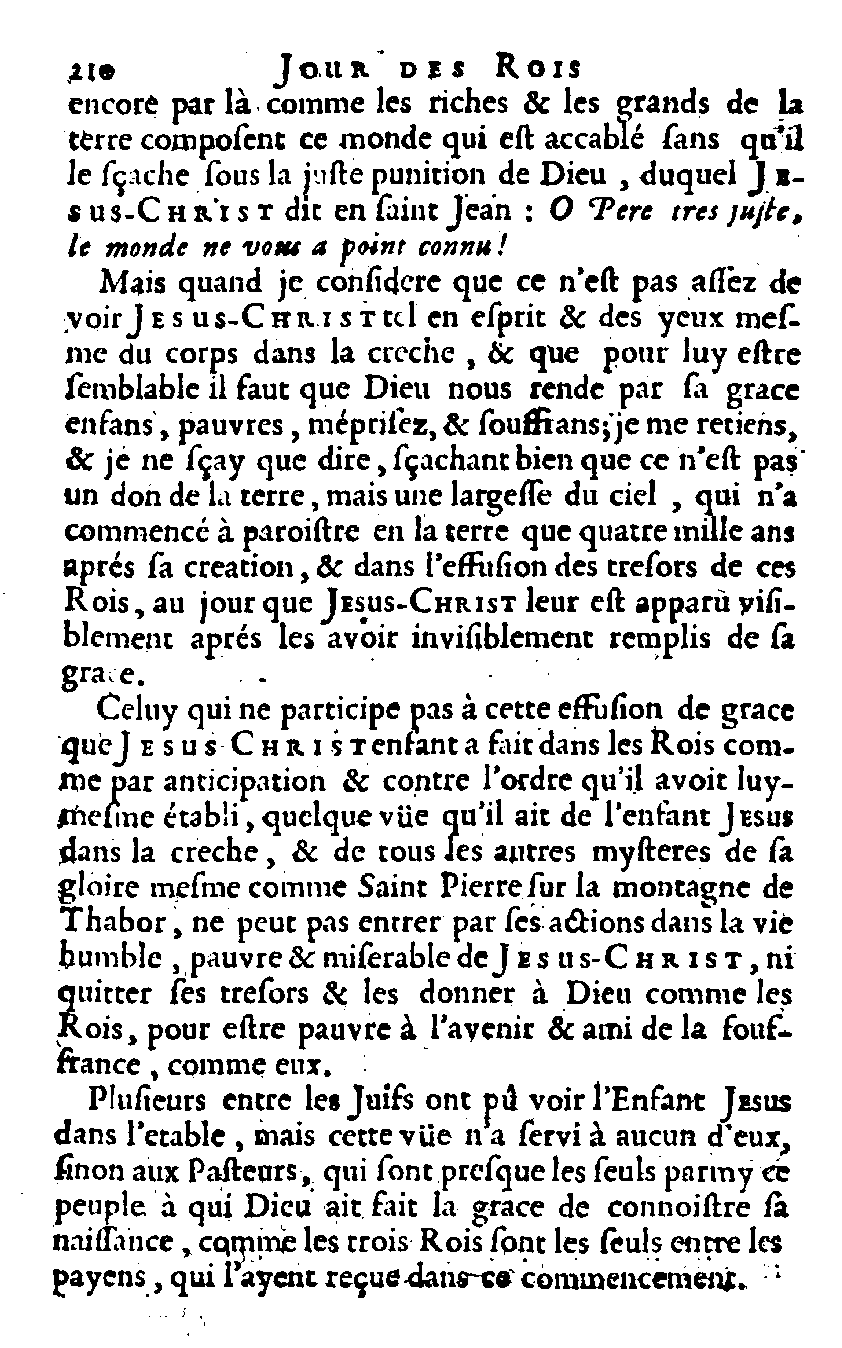 210 JOUR DES ROIS
encore par là comme les riches & les grands de la
terre compoſent ce monde qui eſt accablé ſans qu'il
le ſçache ſous la juſte punition de Dieu, duquel JE-
SUS-CHRIST dit en ſaint Jean : O Pere tres juſte,
le monde ne vous a point connu!
Mais quand je conſidere que ce n'eſt pas aſſez de
voir JESUS-CHRIST tel en eſprit & des yeux meſ-
me du corps dans la creche, & que pour luy eſtre
ſemblable il faut que Dieu nous rende par ſa grace
enfans, pauvres, mépriſez, & ſouffrans; je me retiens,
& je ne ſçay que dire, ſçachant bien que ce n'eſt pas
un don de la terre, mais une largeſſe du ciel, qui n'a
commencé à paroiſtre en la terre que quatre mille ans
aprés ſa creation, & dans l'effuſion des treſors de ces
Rois, au jour que JESUS-CHRIST leur eſt apparu viſi-
blement aprés les avoir inviſiblement remplis de ſa
grace.
Celuy qui ne participe pas à cette effuſion de grace
que JESUS CHRIST enfant a fait dans les Rois com-
me par anticipation & contre l'ordre qu'il avoit luy-
meſme établi, quelque vüe qu'il ait de l'enfant JESUS
dans la creche, & de tous ſes autres myſteres de ſa
gloire meſme comme Saint Pierre ſur la montagne de
Thabor, ne peut pas entrer par ſes actions dans la vie
humble, pauvre & miſerable de JESUS-CHRIST, ni
quitter ſes treſors & les donner à Dieu comme les
Rois, pour eſtre pauvre à l'avenir & ami de la ſouf-
france, comme eux.
Pluſieurs entre les Juifs ont pû voir l'Enfant JESUS
dans l'etable, mais cette vüe n'a ſervi à aucun d'eux,
ſinon aux Paſteurs, qui ſont preſque les ſeuls parmy ce
peuple à qui Dieu ait fait la grace de connoiſtre ſa
naiſſance, comme les trois Rois ſont les ſeuls entre les
payens, qui l'ayent reçue dans ce commencement.